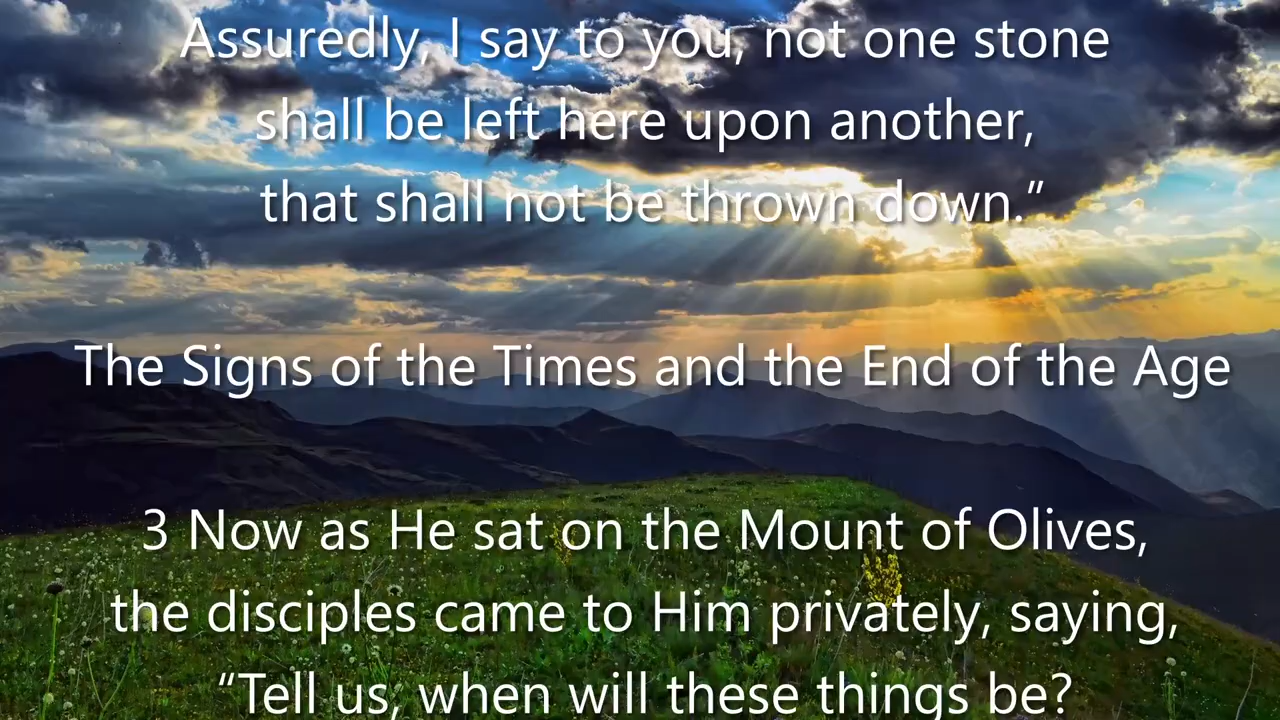 Assuredly, I say to you, not one stone
shall be left here upon another,
that shall not be thrown down.”
The Signs of the Times and the End of the Age
3 Now as He sat on the Mount of Olives,
the disciples came to Him privately, saying,
“Tell us, when will these things be?